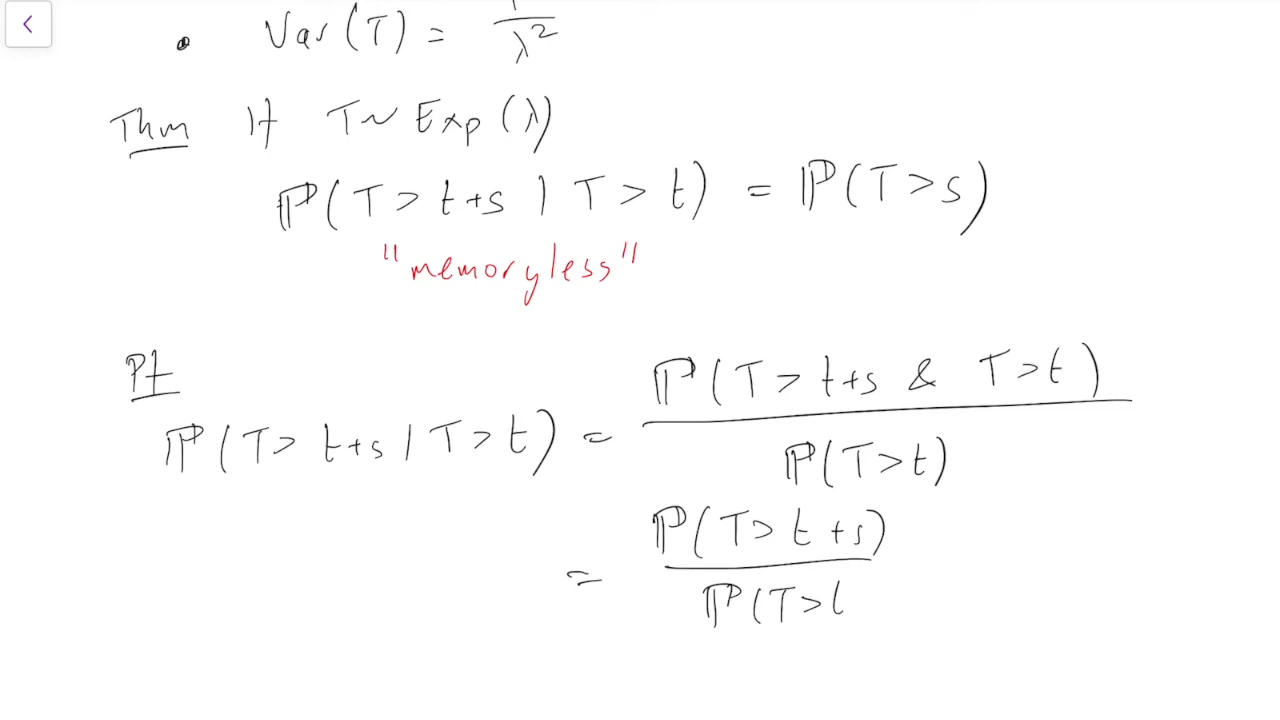 • Var(T) = 1/λ²
Thm If T ~ Exp(λ)
ℙ(T > t+s | T > t) = ℙ(T > s)
"memoryless"
Pf
ℙ(T > t+s | T > t) = ℙ(T > t+s & T > t) / ℙ(T > t)
= ℙ(T > t+s) / ℙ(T > t